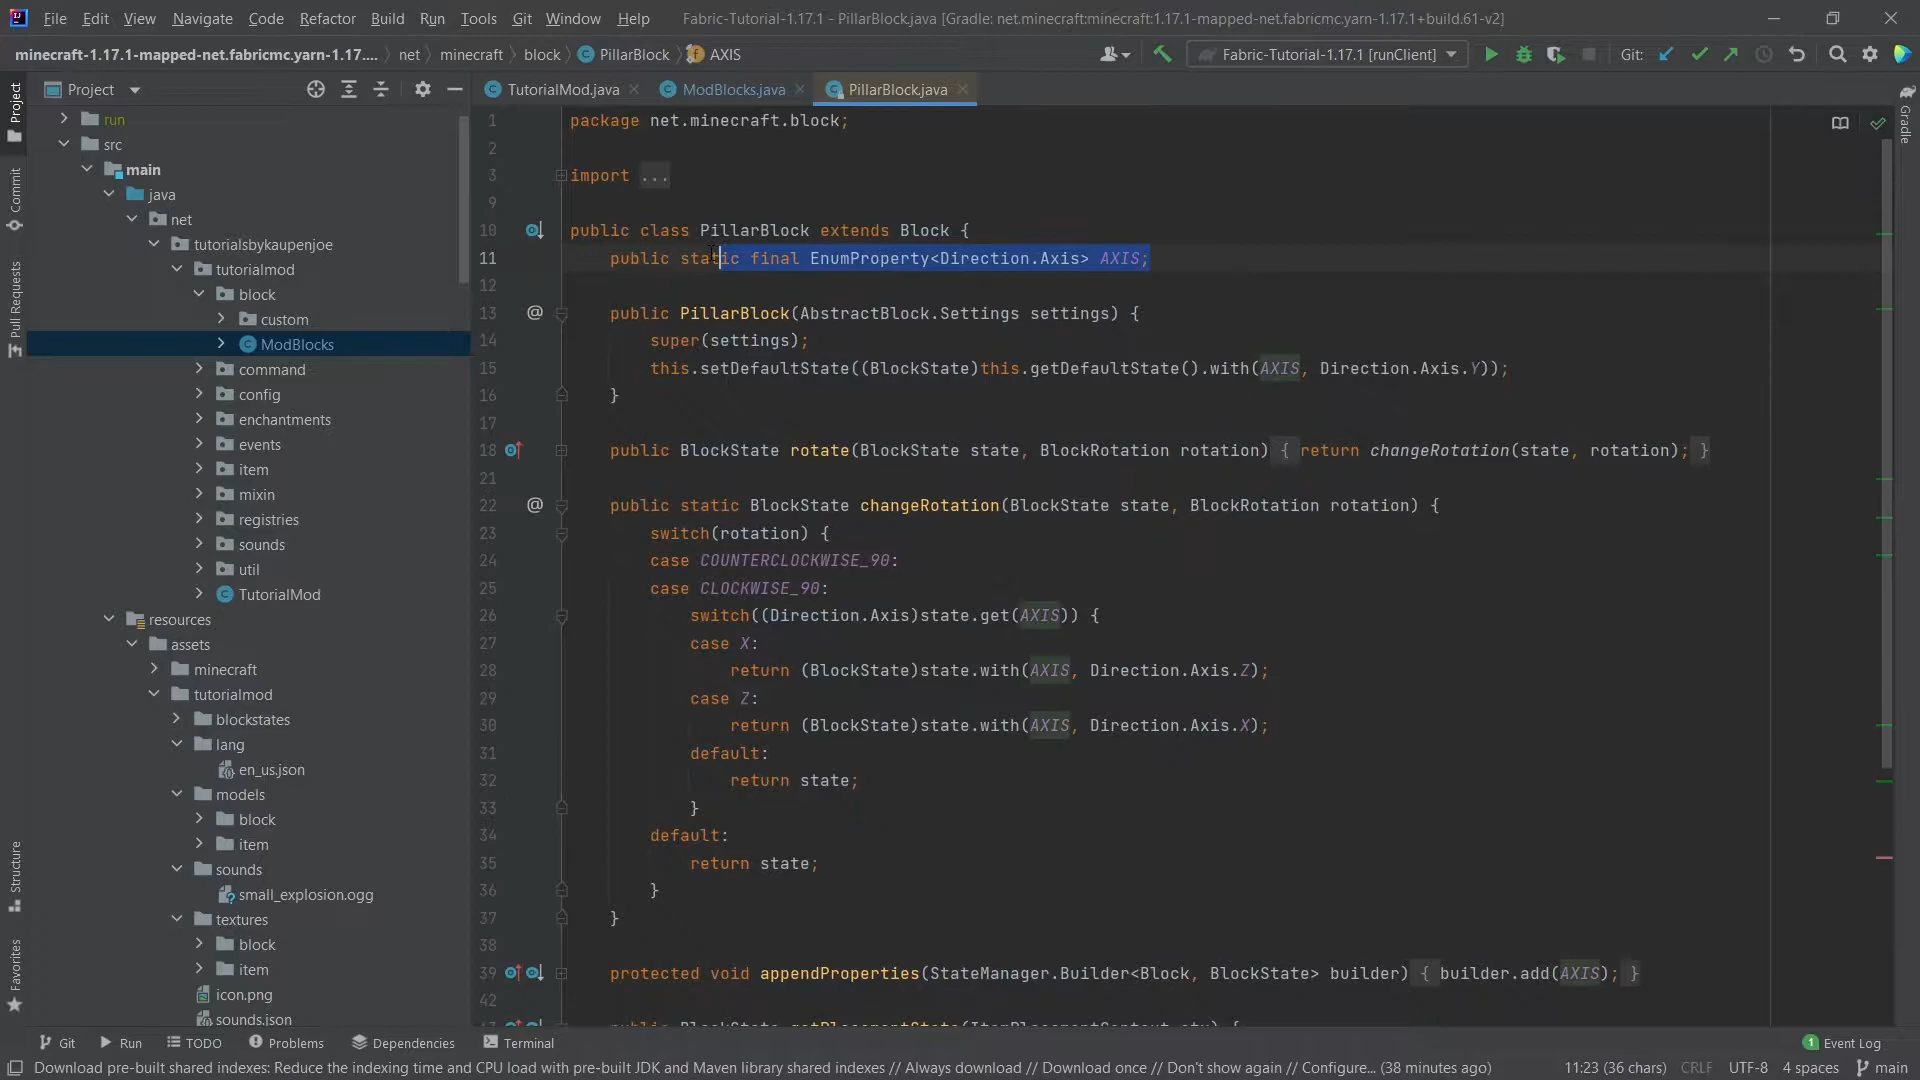 File Edit View Navigate Code Refactor Build Run Tools Git Window Help Fabric-Tutorial-1.17.1 - PillarBlock.java [Gradle: net.minecraft:minecraft:1.17.1-mapped-net.fabricmc.yarn-1.17.1+build.61-v2]
minecraft-1.17.1-mapped-net.fabricmc.yarn-1.17.... net minecraft block PillarBlock AXIS Fabric-Tutorial-1.17.1 [runClient] Git:
Project
TutorialMod.java ModBlocks.java PillarBlock.java
Project
Commit
Pull Requests
Structure
Favorites
run
src
main
java
net
tutorialsbykaupenjoe
tutorialmod
block
custom
ModBlocks
command
config
enchantments
events
item
mixin
registries
sounds
util
TutorialMod
resources
assets
minecraft
tutorialmod
blockstates
lang
en_us.json
models
block
item
sounds
small_explosion.ogg
textures
block
item
icon.png
sounds.json
1 package net.minecraft.block;
2
3 import ...
9
10 public class PillarBlock extends Block {
11 public static final EnumProperty<Direction.Axis> AXIS;
12
13 @ public PillarBlock(AbstractBlock.Settings settings) {
14 super(settings);
15 this.setDefaultState((BlockState)this.getDefaultState().with(AXIS, Direction.Axis.Y));
16 }
17
18 public BlockState rotate(BlockState state, BlockRotation rotation) { return changeRotation(state, rotation); }
21
22 @ public static BlockState changeRotation(BlockState state, BlockRotation rotation) {
23 switch(rotation) {
24 case COUNTERCLOCKWISE_90:
25 case CLOCKWISE_90:
26 switch((Direction.Axis)state.get(AXIS)) {
27 case X:
28 return (BlockState)state.with(AXIS, Direction.Axis.Z);
29 case Z:
30 return (BlockState)state.with(AXIS, Direction.Axis.X);
31 default:
32 return state;
33 }
34 default:
35 return state;
36 }
37 }
38
39 protected void appendProperties(StateManager.Builder<Block, BlockState> builder) { builder.add(AXIS); }
42
Gradle
Git Run TODO Problems Dependencies Terminal 1 Event Log
Download pre-built shared indexes: Reduce the indexing time and CPU load with pre-built JDK and Maven library shared indexes // Always download // Download once // Don't show again // Configure... (38 minutes ago) 11:23 (36 chars) CRLF UTF-8 4 spaces main